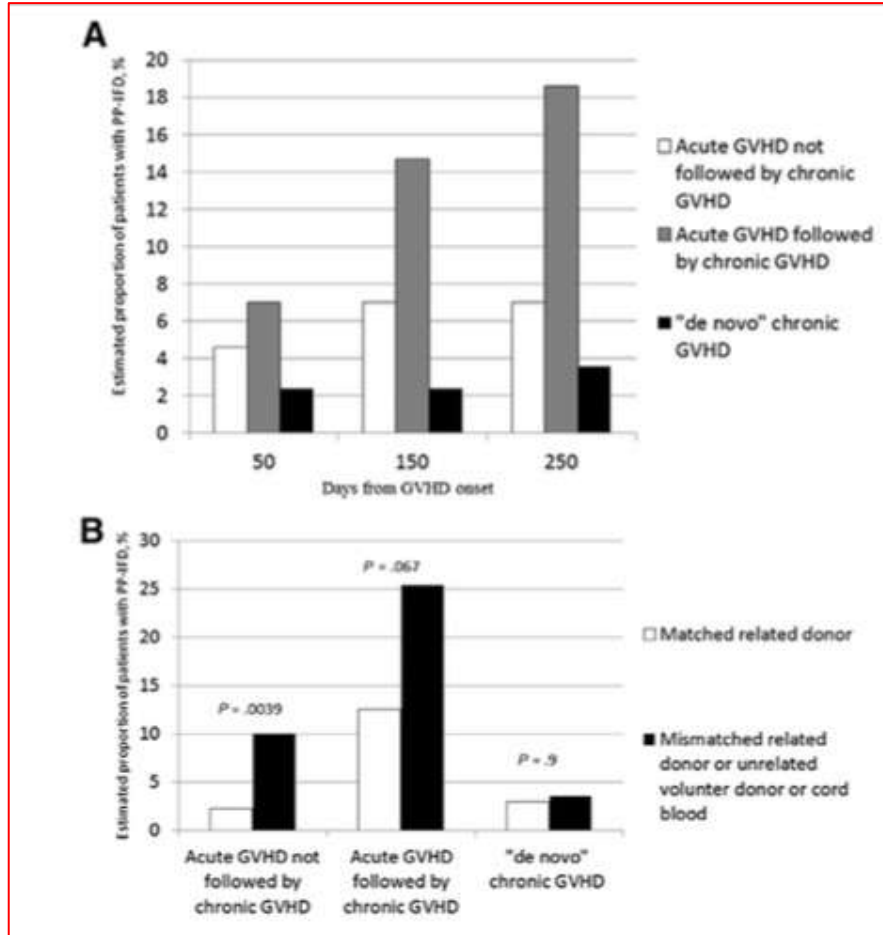 A
Estimated proportion of patients with PP-IFD, %
20
18
16
14
12
10
8
6
4
2
0
50
150
250
Days from GVHD onset
Acute GVHD not
followed by chronic
GVHD
Acute GVHD followed
by chronic GVHD
"de novo" chronic
GVHD
B
Estimated proportion of patients with PP-IFD, %
30
25
20
15
10
5
0
P = .0039
P = .067
P = .9
Acute GVHD not
followed by
chronic GVHD
Acute GVHD
followed by
chronic GVHD
"de novo"
chronic GVHD
Matched related donor
Mismatched related
donor or unrelated
volunter donor or cord
blood